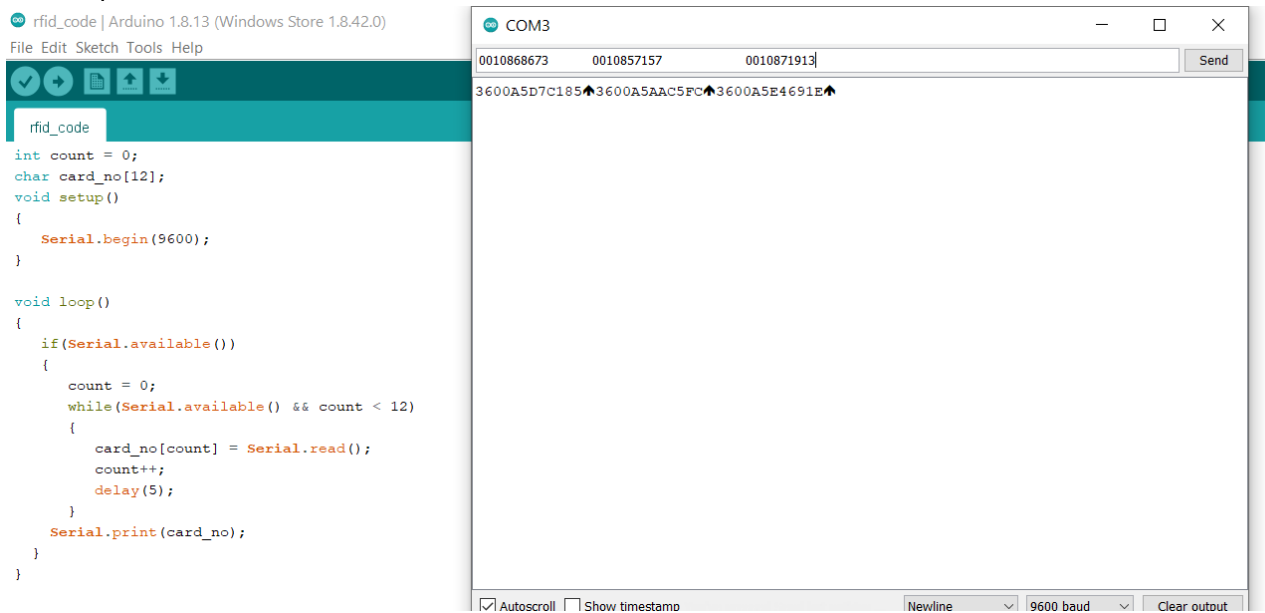 rfid_code | Arduino 1.8.13 (Windows Store 1.8.42.0)
File Edit Sketch Tools Help
rfid_code
int count = 0;
char card_no[12];
void setup()
{
   Serial.begin(9600);
}

void loop()
{
   if(Serial.available())
   {
      count = 0;
      while(Serial.available() && count < 12)
      {
         card_no[count] = Serial.read();
         count++;
         delay(5);
      }
    Serial.print(card_no);
  }
}
COM3
0010868673 0010857157 0010871913
Send
3600A5D7C185🡹3600A5AAC5FC🡹3600A5E4691E🡹
Autoscroll Show timestamp Newline 9600 baud Clear output